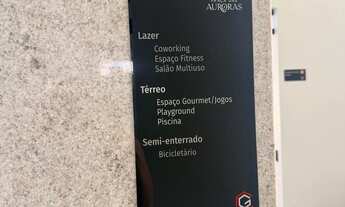 AURORAS
Lazer
Coworking
Espaço Fitness
Salão Multiuso
Térreo
Espaço Gourmet/Jogos
Playground
Piscina
Semi-enterrado
Bicicletário